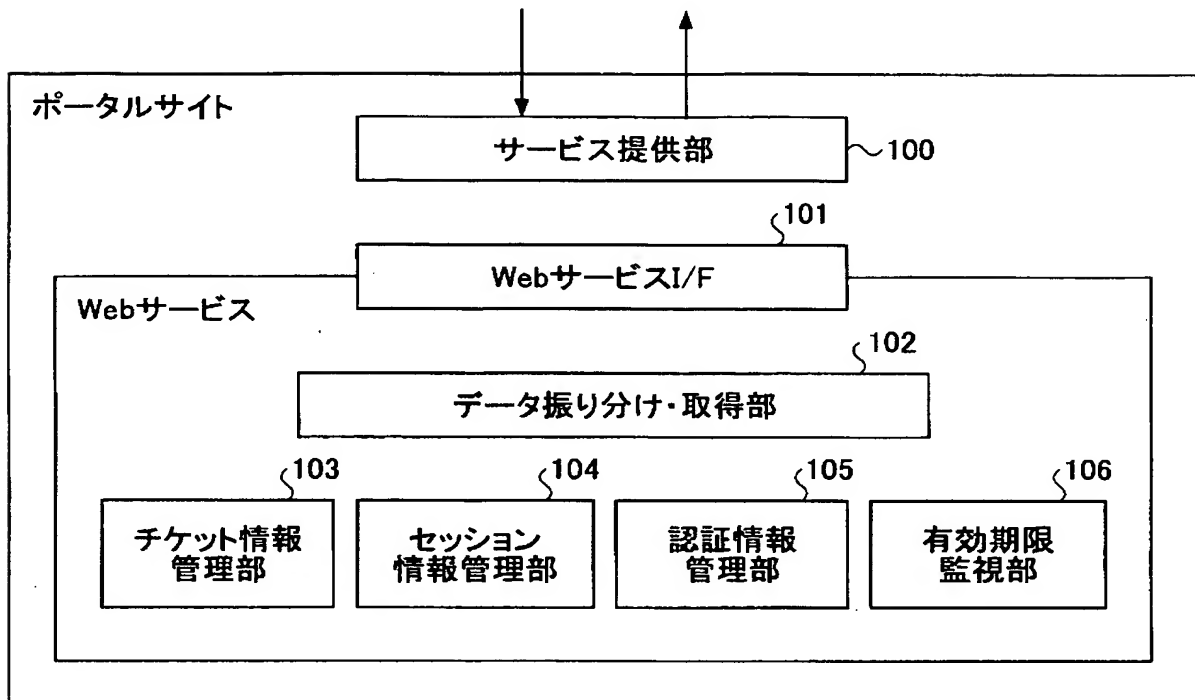 ポータルサイト
サービス提供部
100
101
WebサービスI/F
Webサービス
102
データ振り分け・取得部
103
104
105
106
チケット情報
管理部
セッション
情報管理部
認証情報
管理部
有効期限
監視部